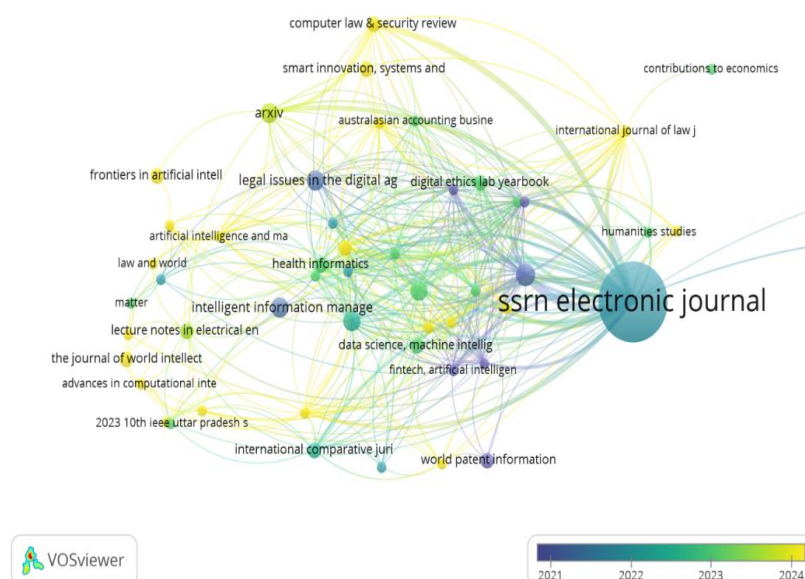 computer law & security review
smart innovation, systems and
contributions to economics
arxiv
australasian accounting busine
international journal of law j
frontiers in artificial intell
legal issues in the digital ag
digital ethics lab yearbook
artificial intelligence and ma
humanities studies
law and world
health informatics
matter
intelligent information manage
ssrn electronic journal
lecture notes in electrical en
data science, machine intellig
the journal of world intellect
fintech, artificial intelligen
advances in computational inte
2023 10th ieee uttar pradesh s
international comparative juri
world patent information
VOSviewer
2021 2022 2023 2024